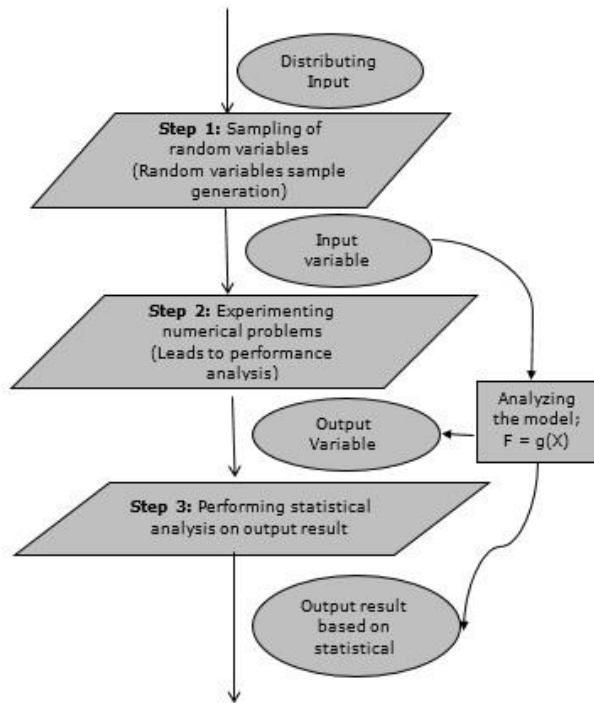 Distributing
Input
Step 1: Sampling of
random variables
(Random variables sample
generation)
Input
variable
Step 2: Experimenting
numerical problems
(Leads to performance
analysis)
Analyzing
the model;
F = g(X)
Output
Variable
Step 3: Performing statistical
analysis on output result
Output result
based on
statistical